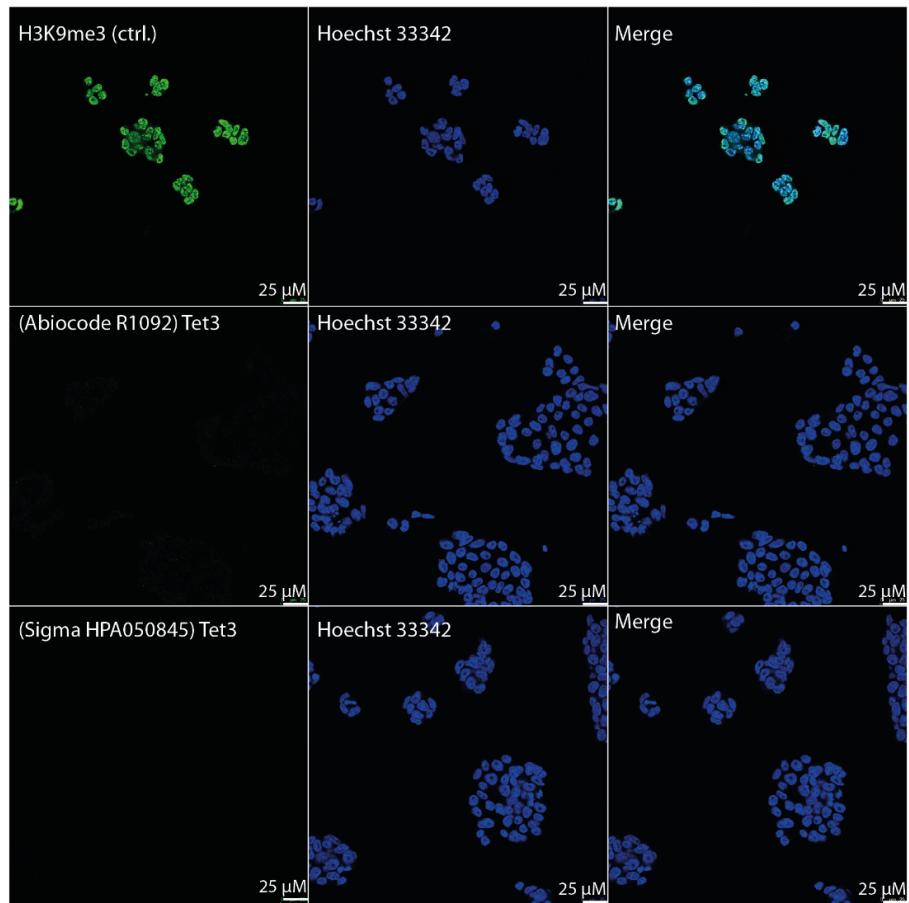 H3K9me3 (ctrl.) Hoechst 33342 Merge
25 µM 25 µM 25 µM
(Abiocode R1092) Tet3 Hoechst 33342 Merge
25 µM 25 µM 25 µM
(Sigma HPA050845) Tet3 Hoechst 33342 Merge
25 µM 25 µM 25 µM